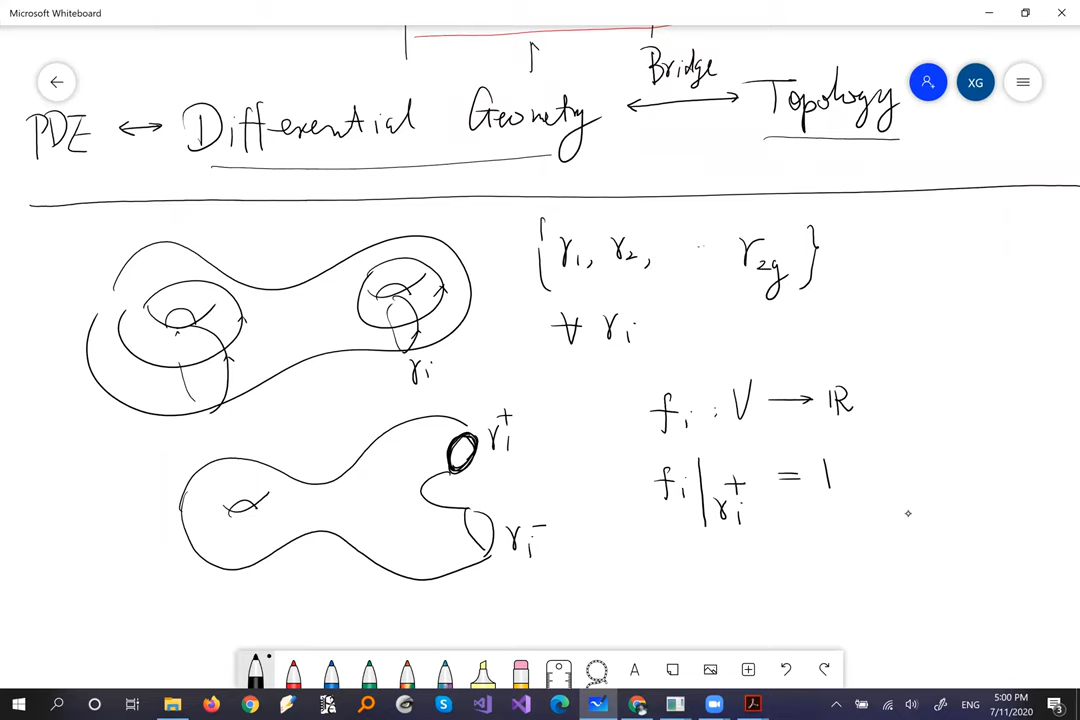 Microsoft Whiteboard
Bridge
PDE ↔ Differential Geometry ↔ Topology
XG
{γ₁, γ₂, ·· γ₂g}
∀ γᵢ
γᵢ
fᵢ : V → ℝ
γᵢ⁺
fᵢ|γᵢ⁺ = 1
γᵢ⁻
A
5:00 PM
ENG
7/11/2020
3